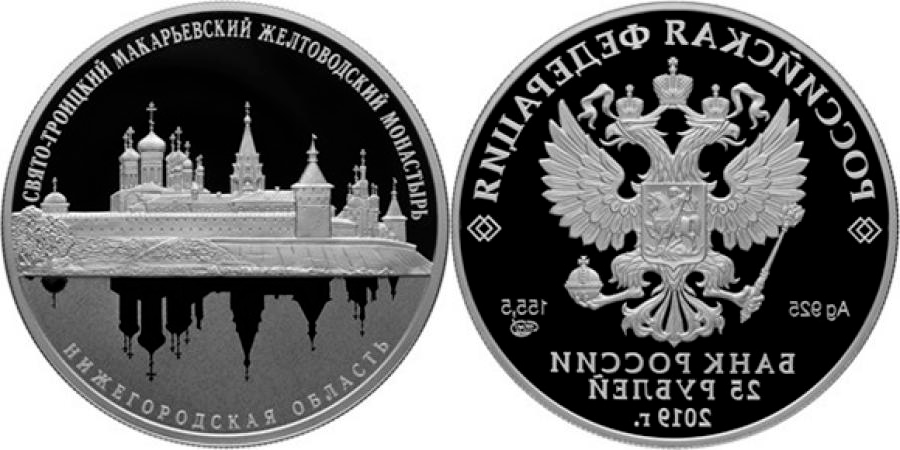 СВЯТО-ТРОИЦКИЙ МАКАРЬЕВСКИЙ ЖЕЛТОВОДСКИЙ МОНАСТЫРЬ
НИЖЕГОРОДСКАЯ ОБЛАСТЬ
РОССИЙСКАЯ ФЕДЕРАЦИЯ
Ag 925
155,5
БАНК РОССИИ
25 РУБЛЕЙ
2019 г.